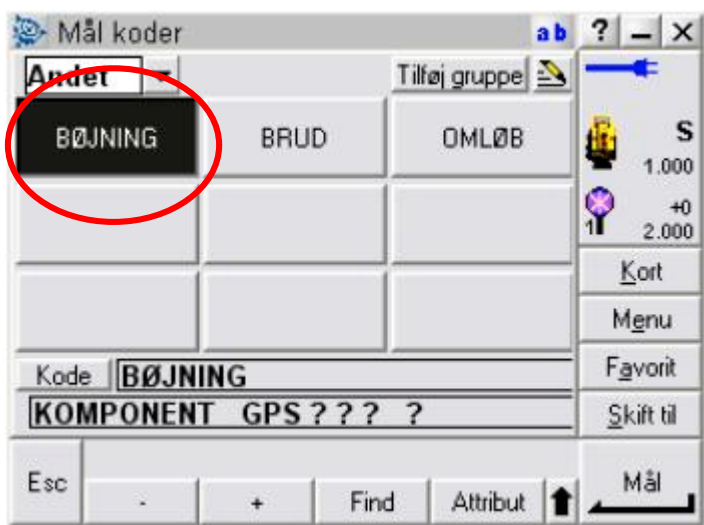 Mål koder ab ? – ×
Andet Tilføj gruppe
BØJNING BRUD OMLØB
S
1.000
+0
1 2.000
Kort
Menu
Kode BØJNING
Favorit
KOMPONENT GPS ? ? ? ?
Skift til
Esc - + Find Attribut Mål